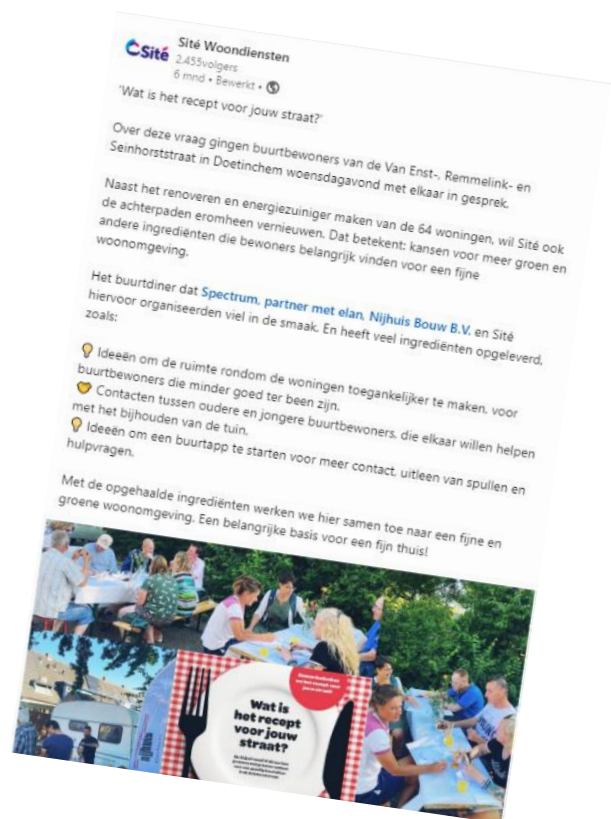 Sité
Sité Woondiensten
2.455volgers
6 mnd • Bewerkt •
'Wat is het recept voor jouw straat?'
Over deze vraag gingen buurtbewoners van de Van Enst-, Remmelink- en
Seinhorststraat in Doetinchem woensdagavond met elkaar in gesprek.
Naast het renoveren en energiezuiniger maken van de 64 woningen, wil Sité ook
de achterpaden eromheen vernieuwen. Dat betekent: kansen voor meer groen en
andere ingrediënten die bewoners belangrijk vinden voor een fijne
woonomgeving.
Het buurtdiner dat Spectrum, partner met elan, Nijhuis Bouw B.V. en Sité
hiervoor organiseerden viel in de smaak. En heeft veel ingrediënten opgeleverd,
zoals:
Ideeën om de ruimte rondom de woningen toegankelijker te maken, voor
buurtbewoners die minder goed ter been zijn.
Contacten tussen oudere en jongere buurtbewoners, die elkaar willen helpen
met het bijhouden van de tuin.
Ideeën om een buurtapp te starten voor meer contact, uitleen van spullen en
hulpvragen.
Met de opgehaalde ingrediënten werken we hier samen toe naar een fijne en
groene woonomgeving. Een belangrijke basis voor een fijn thuis!
Wat is
het recept
voor jouw
straat?
nijhuis